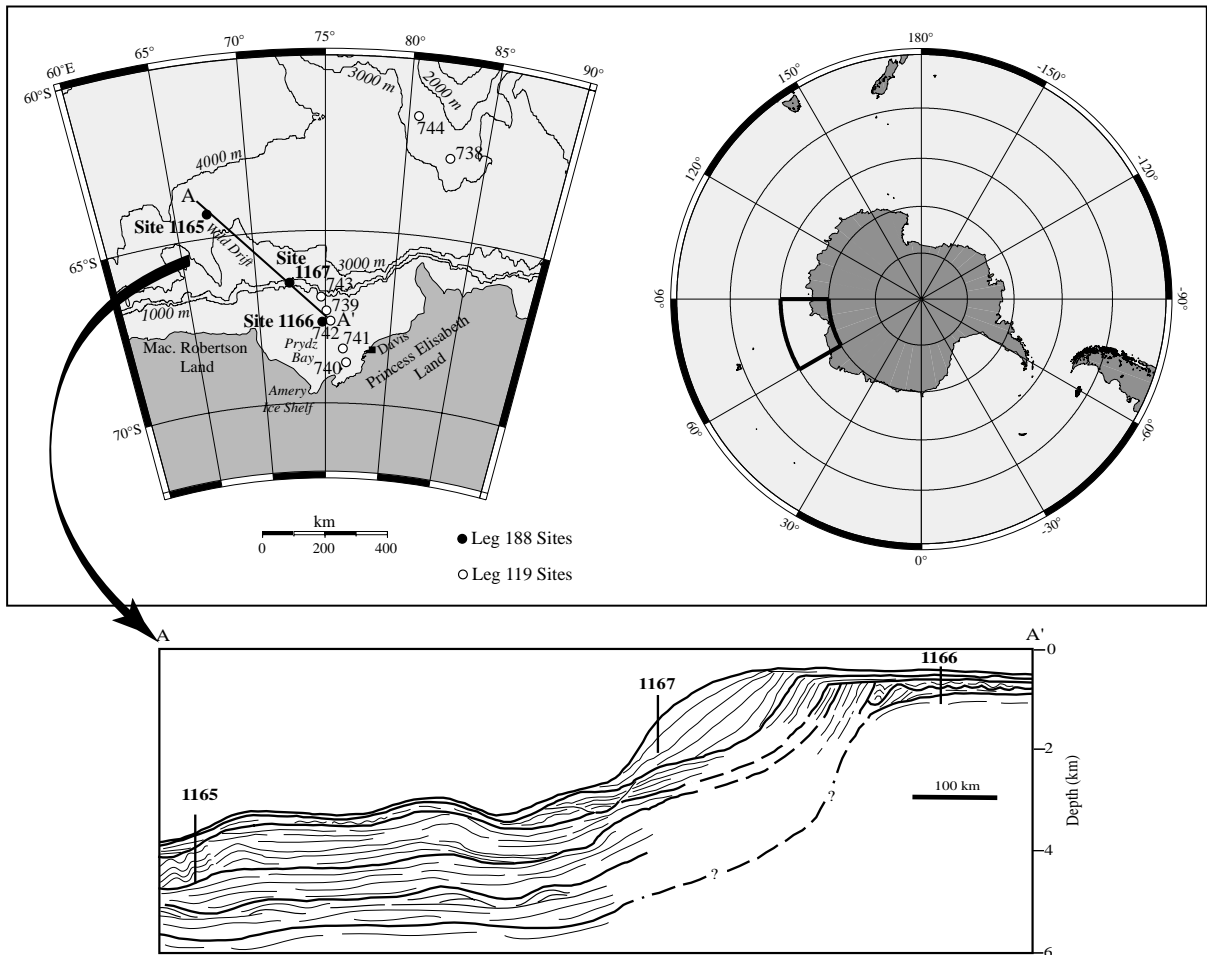 60°E
65°
70°
75°
80°
85°
90°
60°S
65°S
70°S
3000 m
2000 m
744
738
4000 m
A
Site 1165
Wild Drift
Site
1167
3000 m
743
1000 m
739
Site 1166
A'
742
741
Prydz
Bay
740
Davis
Mac. Robertson
Land
Princess Elisabeth
Land
Amery
Ice Shelf
km
0 200 400
Leg 188 Sites
Leg 119 Sites
180°
150°
-150°
120°
-120°
90°
-90°
60°
-60°
30°
-30°
0°
A
A'
1165
1167
1166
100 km
?
?
0
2
4
6
Depth (km)